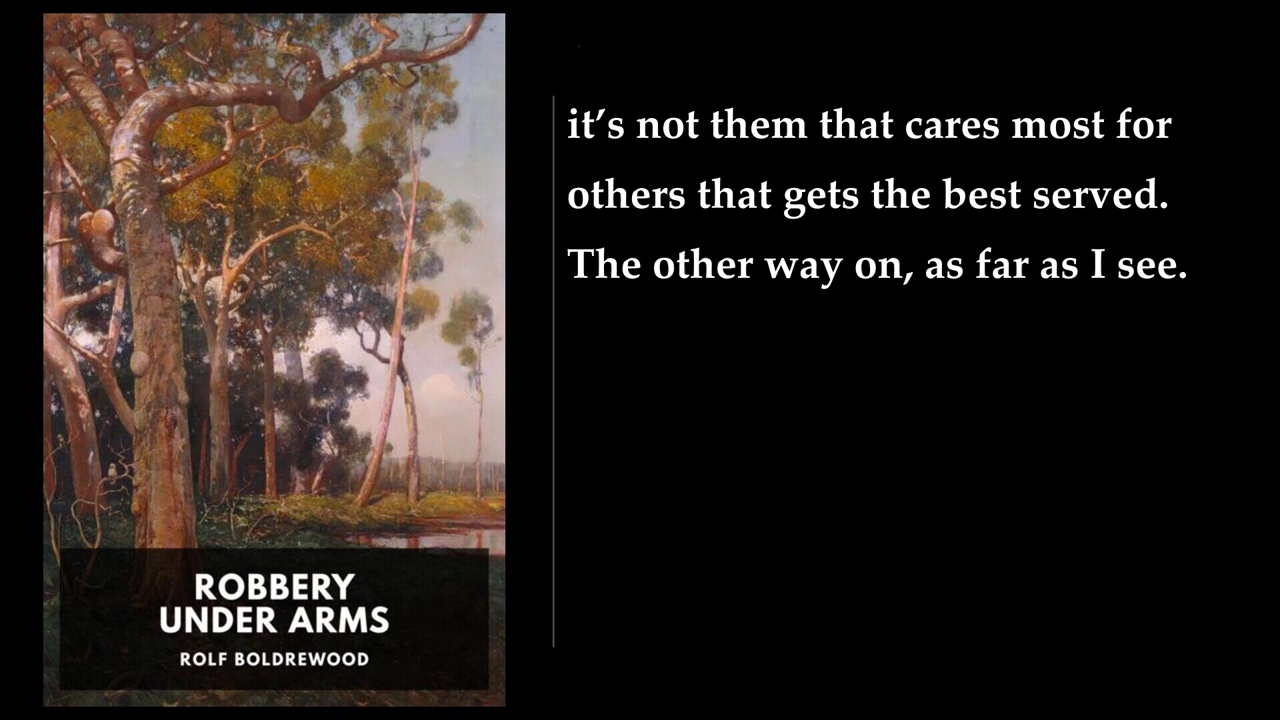 it’s not them that cares most for
others that gets the best served.
The other way on, as far as I see.
ROBBERY
UNDER ARMS
ROLF BOLDREWOOD